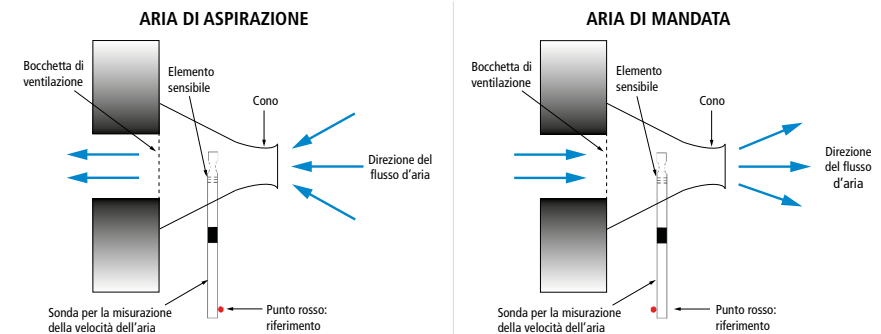 ARIA DI ASPIRAZIONE
Bocchetta di
ventilazione
Elemento
sensibile
Cono
Direzione del
flusso d'aria
Sonda per la misurazione
della velocità dell'aria
Punto rosso:
riferimento
ARIA DI MANDATA
Bocchetta di
ventilazione
Elemento
sensibile
Cono
Direzione
del flusso
d'aria
Sonda per la misurazione
della velocità dell'aria
Punto rosso:
riferimento